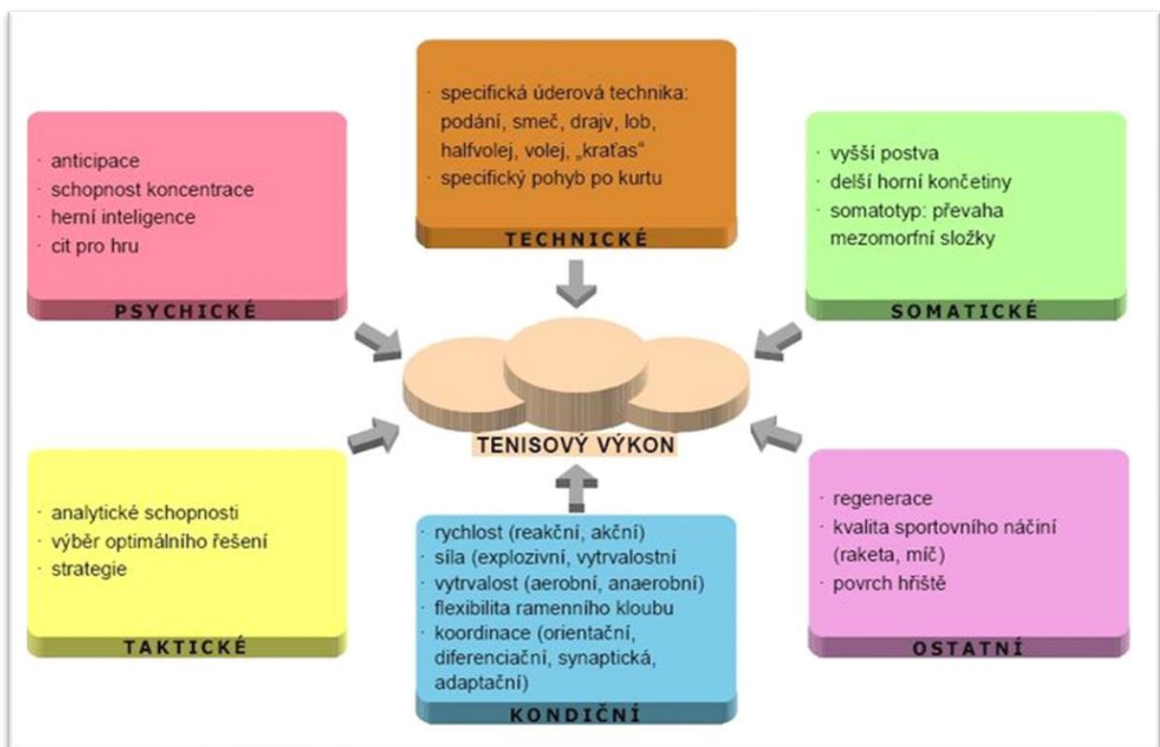 · anticipace
· schopnost koncentrace
· herní inteligence
· cit pro hru
PSYCHICKÉ
· specifická úderová technika:
podání, smeč, drajv, lob,
halfvolej, volej, „kraťas“
· specifický pohyb po kurtu
TECHNICKÉ
· vyšší postva
· delší horní končetiny
· somatotyp: převaha
mezomorfní složky
SOMATICKÉ
TENISOVÝ VÝKON
· analytické schopnosti
· výběr optimálního řešení
· strategie
TAKTICKÉ
· rychlost (reakční, akční)
· síla (explozivní, vytrvalostní
· vytrvalost (aerobní, anaerobní)
· flexibilita ramenního kloubu
· koordinace (orientační,
diferenciační, synaptická,
adaptační)
KONDIČNÍ
· regenerace
· kvalita sportovního náčiní
(raketa, míč)
· povrch hřiště
OSTATNÍ